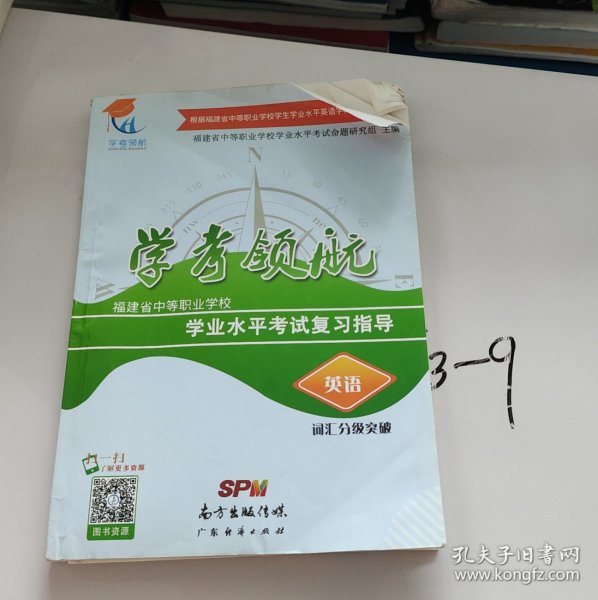 根据福建省中等职业学校学生学业水平英语学
福建省中等职业学校学业水平考试命题研究组 主编
学考领航
N
学考领航
福建省中等职业学校
学业水平考试复习指导
英语
词汇分级突破
3-9
一扫
了解更多资源
图书资源
SPM
南方出版传媒
广东经济出版社
孔夫子旧书网
www.kongfz.com